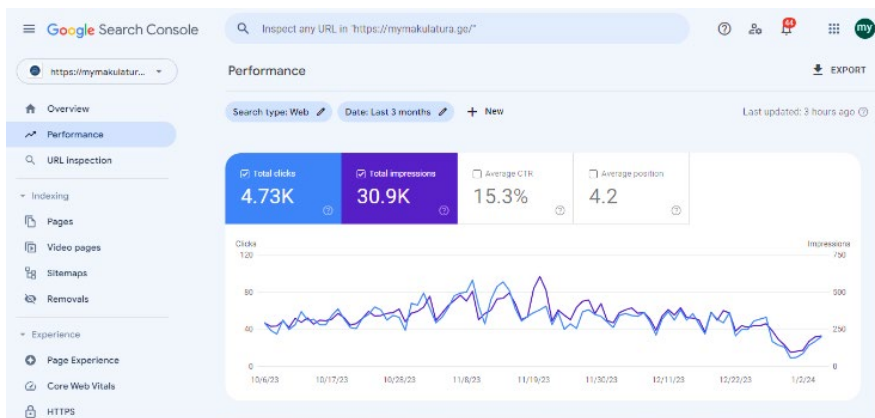 Google Search Console
Inspect any URL in "https://mymakulatura.ge/"
44
my
https://mymakulatur...
Performance
EXPORT
Search type: Web
Date: Last 3 months
+ New
Last updated: 3 hours ago
Overview
Performance
URL inspection
Indexing
Pages
Video pages
Sitemaps
Removals
Experience
Page Experience
Core Web Vitals
HTTPS
Total clicks
4.73K
Total impressions
30.9K
Average CTR
15.3%
Average position
4.2
Clicks
Impressions
120
80
40
0
750
500
250
0
10/6/23 10/17/23 10/28/23 11/8/23 11/19/23 11/30/23 12/11/23 12/22/23 1/2/24